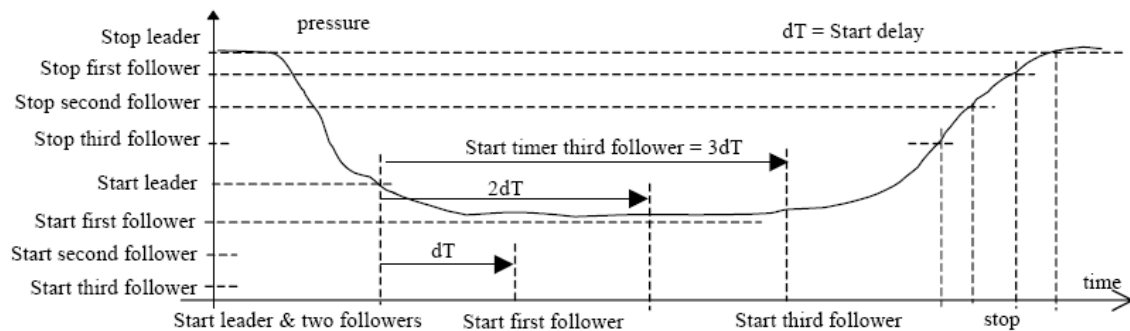 pressure
dT = Start delay
Stop leader
Stop first follower
Stop second follower
Stop third follower
Start timer third follower = 3dT
Start leader
2dT
Start first follower
Start second follower
dT
Start third follower
time
Start leader & two followers
Start first follower
Start third follower
stop